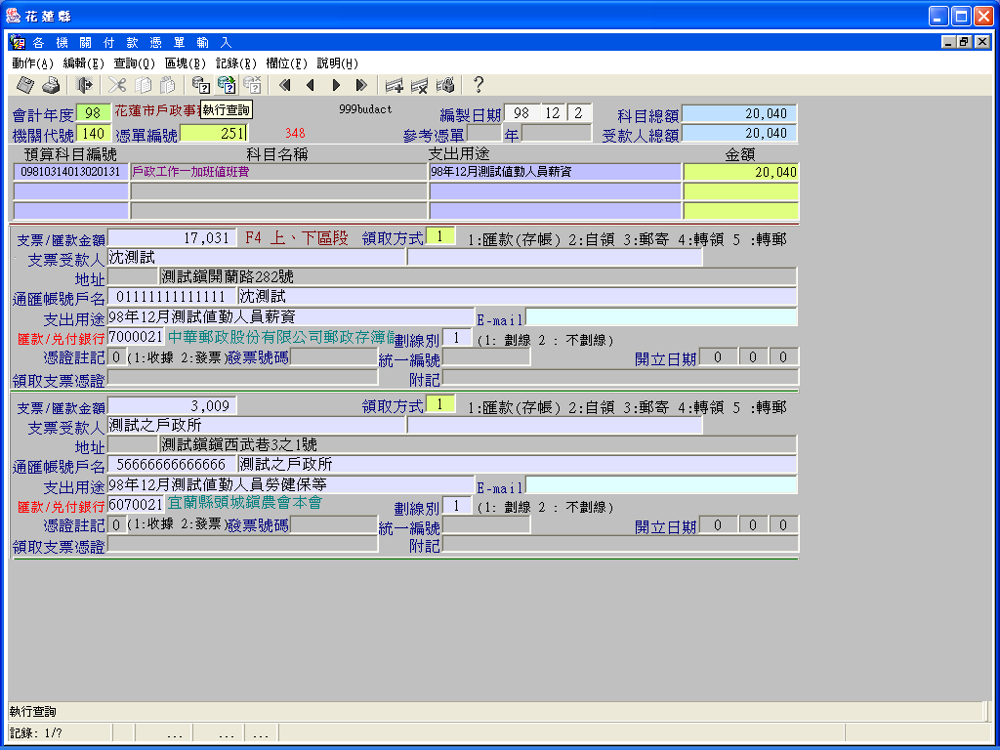 花蓮縣
各機關付款憑單輸入
動作(A) 編輯(E) 查詢(Q) 區塊(B) 記錄(R) 欄位(F) 說明(H)
會計年度 98 花蓮市戶政事 執行查詢 999budact 編製日期 98 12 2 科目總額 20,040
機關代號 140 憑單編號 251 348 參考憑單 年 受款人總額 20,040
預算科目編號 科目名稱 支出用途 金額
09810314013020131 戶政工作一加班值班費 98年12月測試值勤人員薪資 20,040
支票/匯款金額 17,031 F4 上、下區段 領取方式 1 1:匯款(存帳) 2:自領 3:郵寄 4:轉領 5 :轉郵
支票受款人 沈測試
地址 測試鎮開蘭路282號
通匯帳號戶名 01111111111111 沈測試
支出用途 98年12月測試值勤人員薪資 E-mail
匯款/兌付銀行 7000021 中華郵政股份有限公司郵政存簿儲 劃線別 1 (1: 劃線 2 : 不劃線)
憑證註記 0 (1:收據 2:發票) 發票號碼 統一編號 開立日期 0 0 0
領取支票憑證 附記
支票/匯款金額 3,009 領取方式 1 1:匯款(存帳) 2:自領 3:郵寄 4:轉領 5 :轉郵
支票受款人 測試之戶政所
地址 測試鎮鎮西武巷3之1號
通匯帳號戶名 56666666666666 測試之戶政所
支出用途 98年12月測試值勤人員勞健保等 E-mail
匯款/兌付銀行 6070021 宜蘭縣頭城鎮農會本會 劃線別 1 (1: 劃線 2 : 不劃線)
憑證註記 0 (1:收據 2:發票) 發票號碼 統一編號 開立日期 0 0 0
領取支票憑證 附記
執行查詢
記錄: 1/? ... ... ...